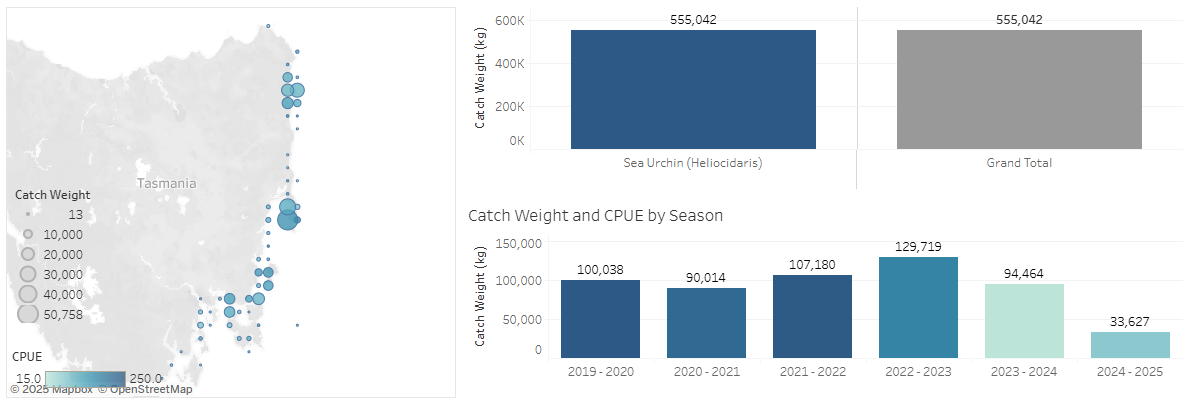 Tasmania
Catch Weight
13
10,000
20,000
30,000
40,000
50,758
CPUE
15.0
250.0
© 2025 Mapbox © OpenStreetMap
Catch Weight (kg)
600K
400K
200K
0K
555,042
555,042
Sea Urchin (Heliocidaris)
Grand Total
Catch Weight and CPUE by Season
Catch Weight (kg)
150,000
100,000
50,000
0
100,038
90,014
107,180
129,719
94,464
33,627
2019 - 2020
2020 - 2021
2021 - 2022
2022 - 2023
2023 - 2024
2024 - 2025